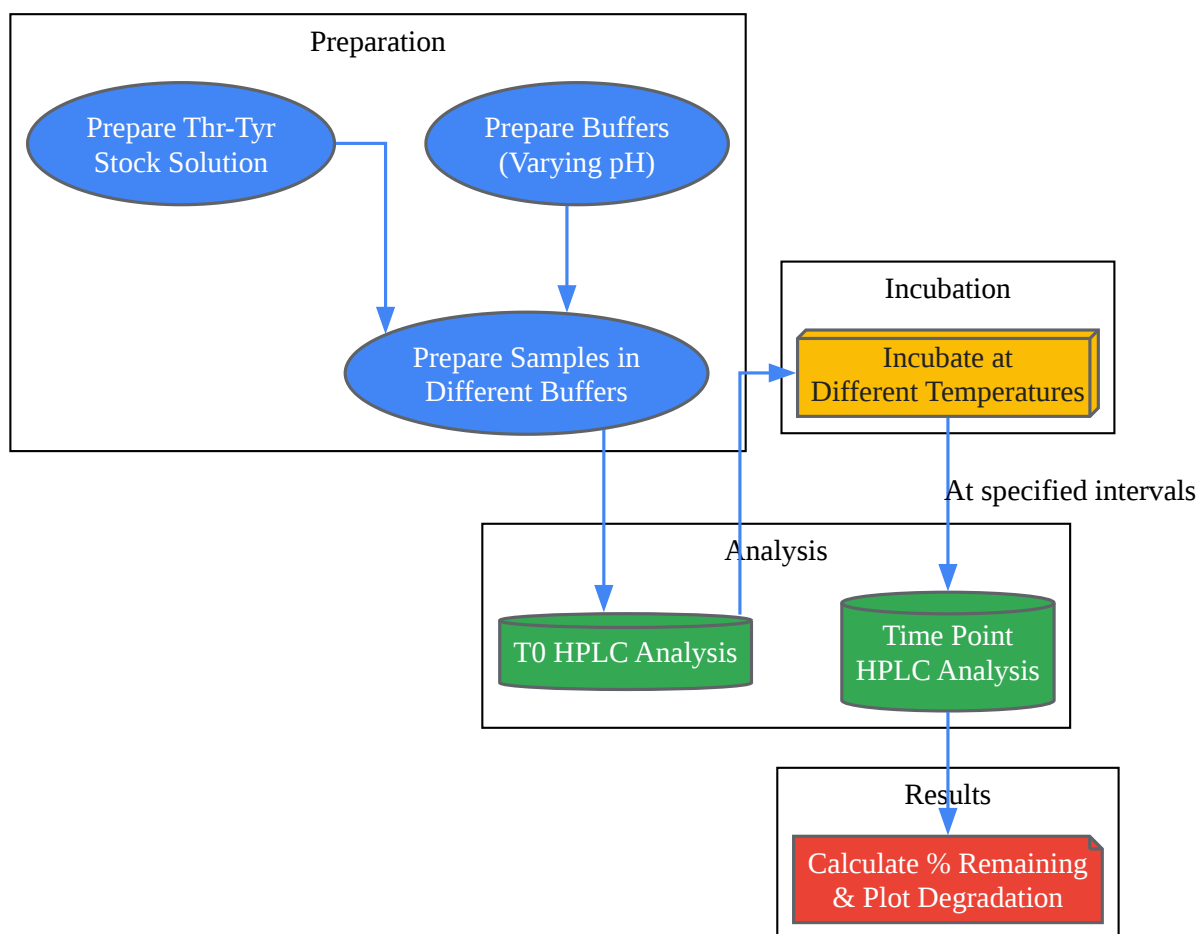 Preparation
Prepare Thr-Tyr
Stock Solution
Prepare Buffers
(Varying pH)
Prepare Samples in
Different Buffers
Incubation
Incubate at
Different Temperatures
At specified intervals
Analysis
T0 HPLC Analysis
Time Point
HPLC Analysis
Results
Calculate % Remaining
& Plot Degradation